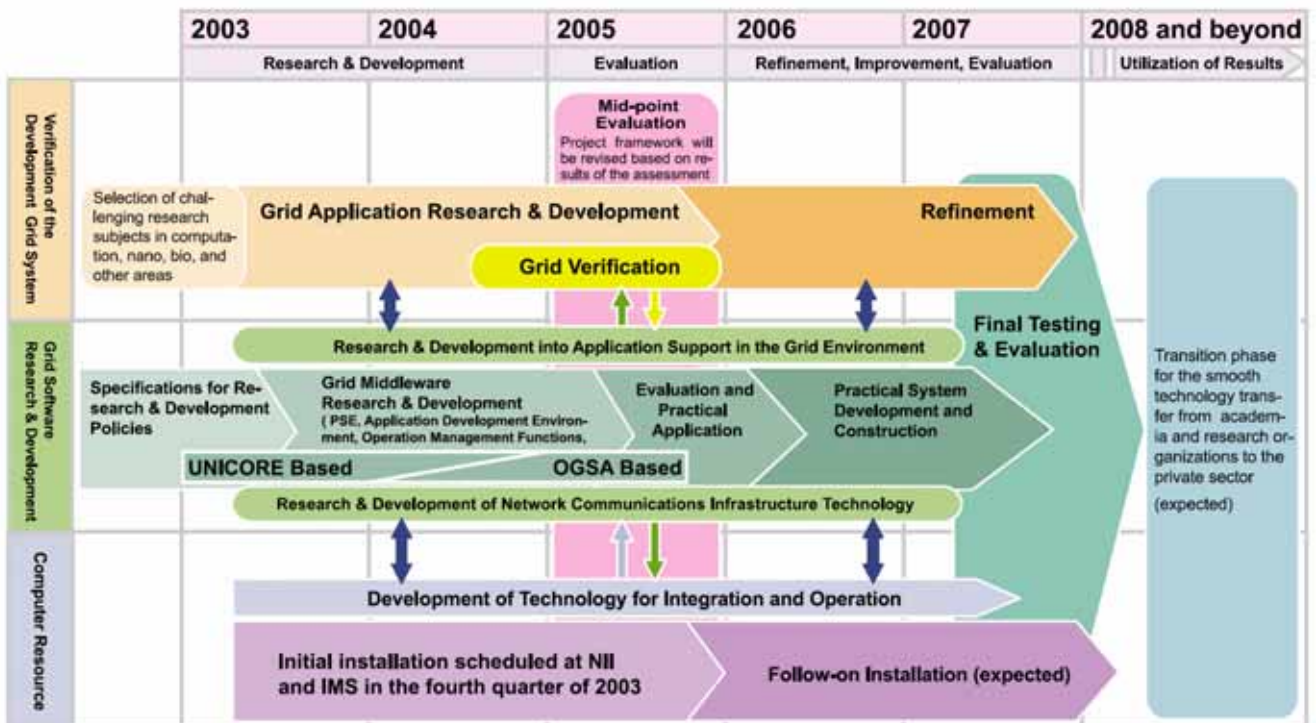 2003
2004
2005
2006
2007
2008 and beyond
Research & Development
Evaluation
Refinement, Improvement, Evaluation
Utilization of Results
Verification of the
Development Grid System
Mid-point
Evaluation
Project framework will
be revised based on re-
sults of the assessment
Selection of chal-
lenging research
subjects in computa-
tion, nano, bio, and
other areas
Grid Application Research & Development
Refinement
Grid Verification
Grid Software
Research & Development
Research & Development into Application Support in the Grid Environment
Final Testing
& Evaluation
Specifications for Re-
search & Development
Policies
Grid Middleware
Research & Development
( PSE, Application Development Environ-
ment, Operation Management Functions,
Evaluation and
Practical
Application
Practical System
Development and
Construction
UNICORE Based
OGSA Based
Research & Development of Network Communications Infrastructure Technology
Transition phase
for the smooth
technology trans-
fer from academ-
ia and research or-
ganizations to the
private sector
(expected)
Computer Resource
Development of Technology for Integration and Operation
Initial installation scheduled at NII
and IMS in the fourth quarter of 2003
Follow-on Installation (expected)